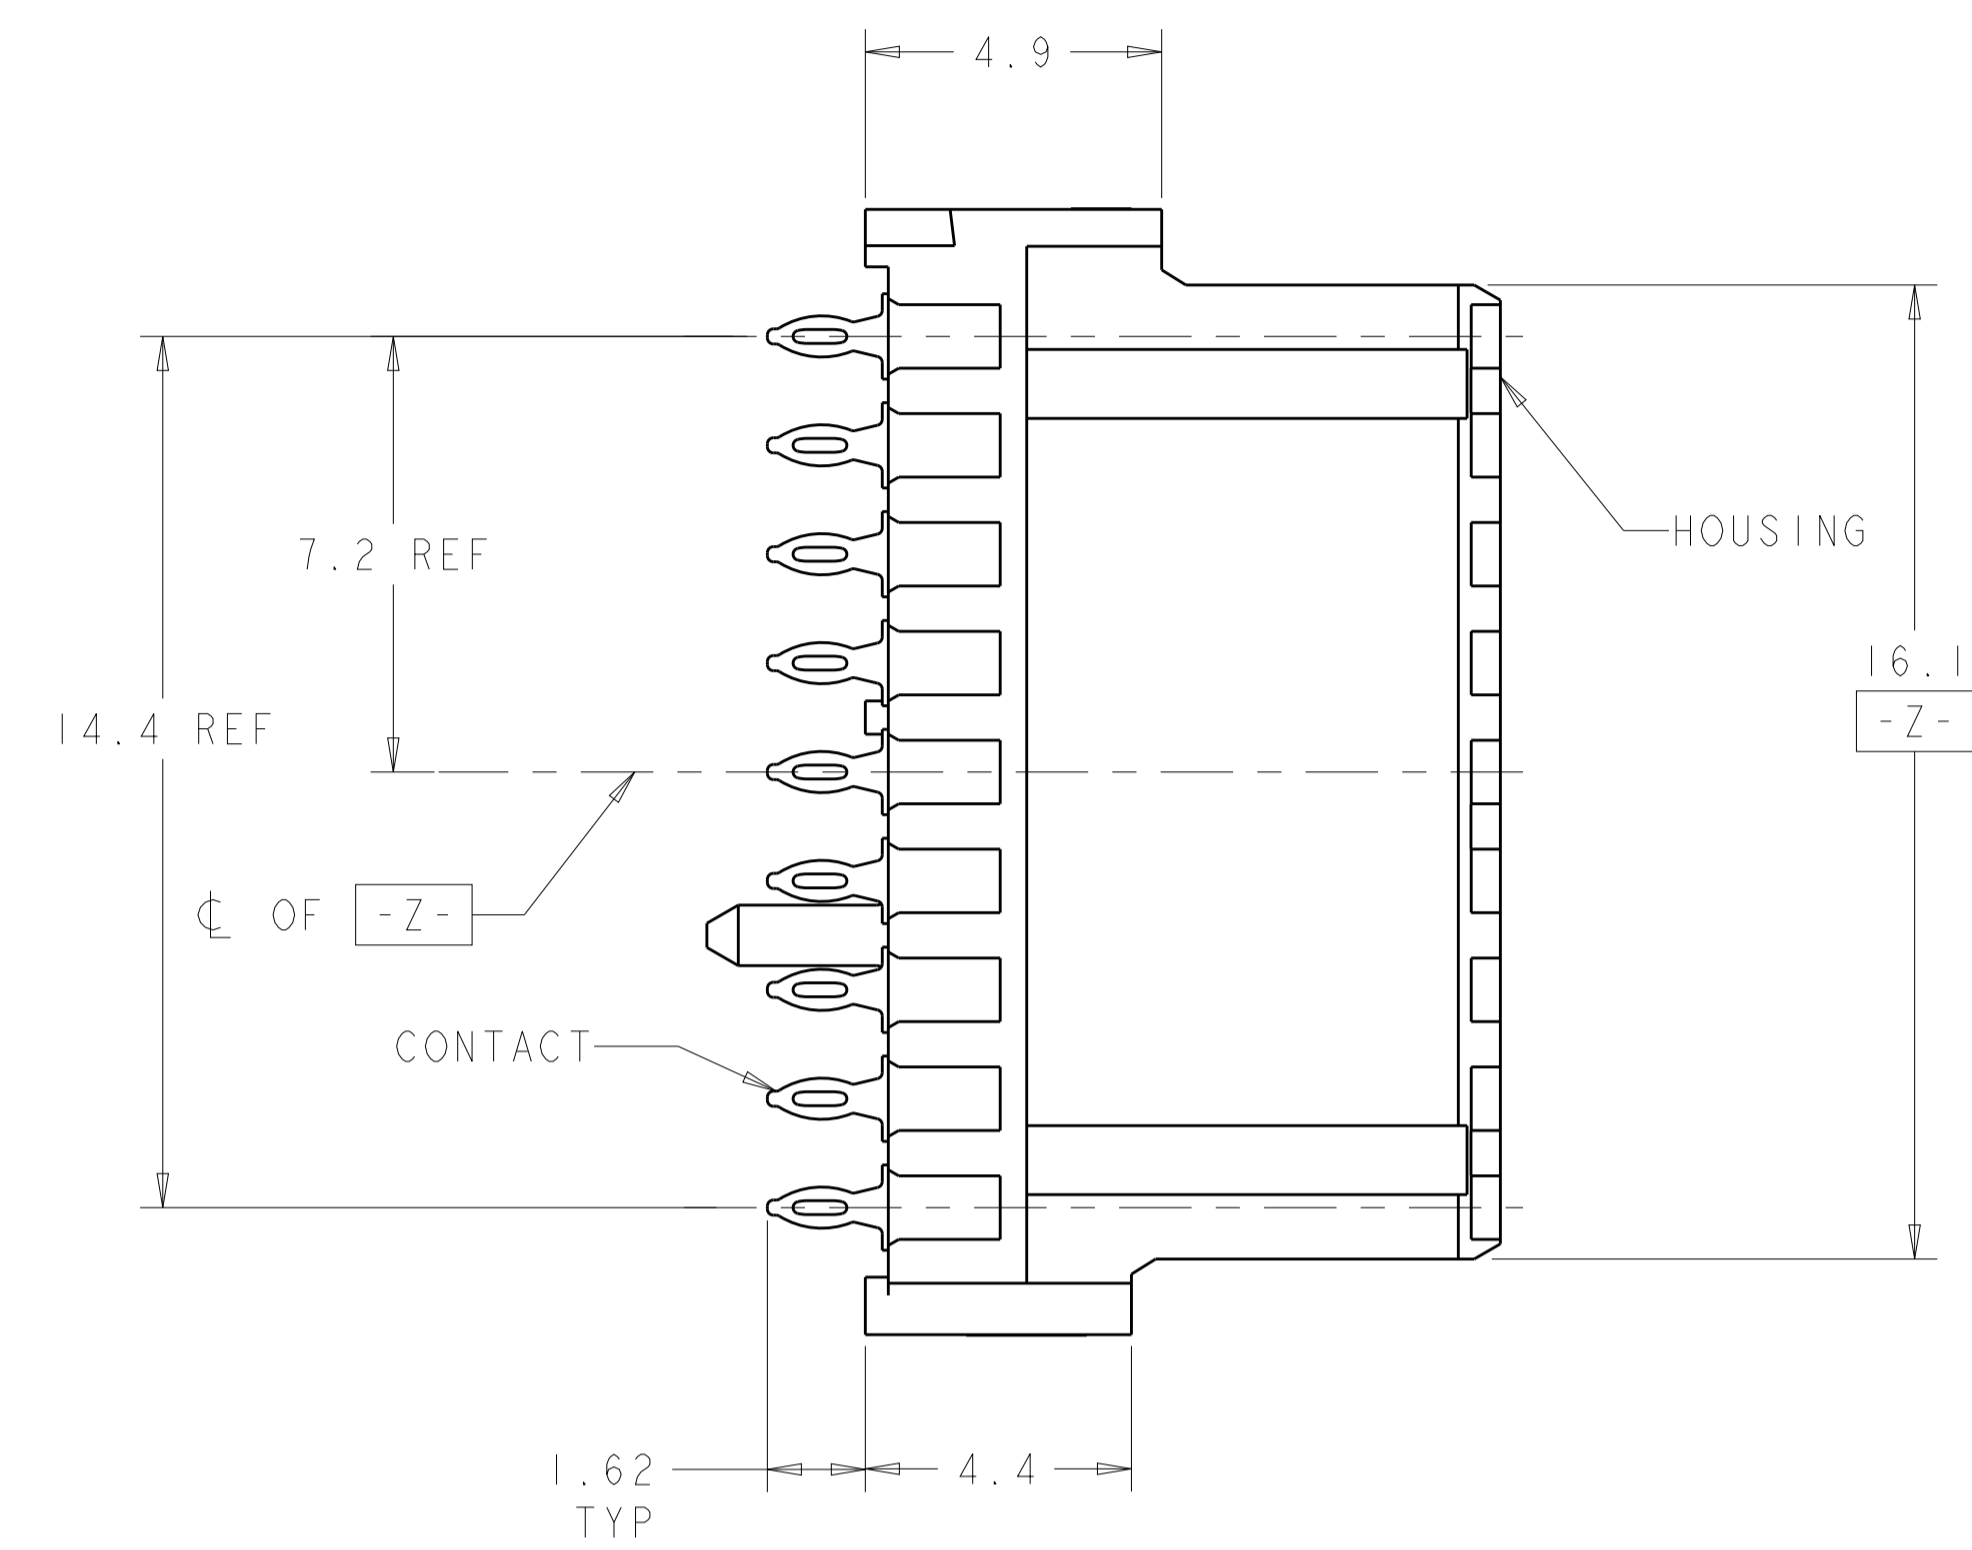 4.9
HOUSING
7.2 REF
16.1
-Z-
14.4 REF
℄ OF -Z-
CONTACT
1.62
TYP
4.4